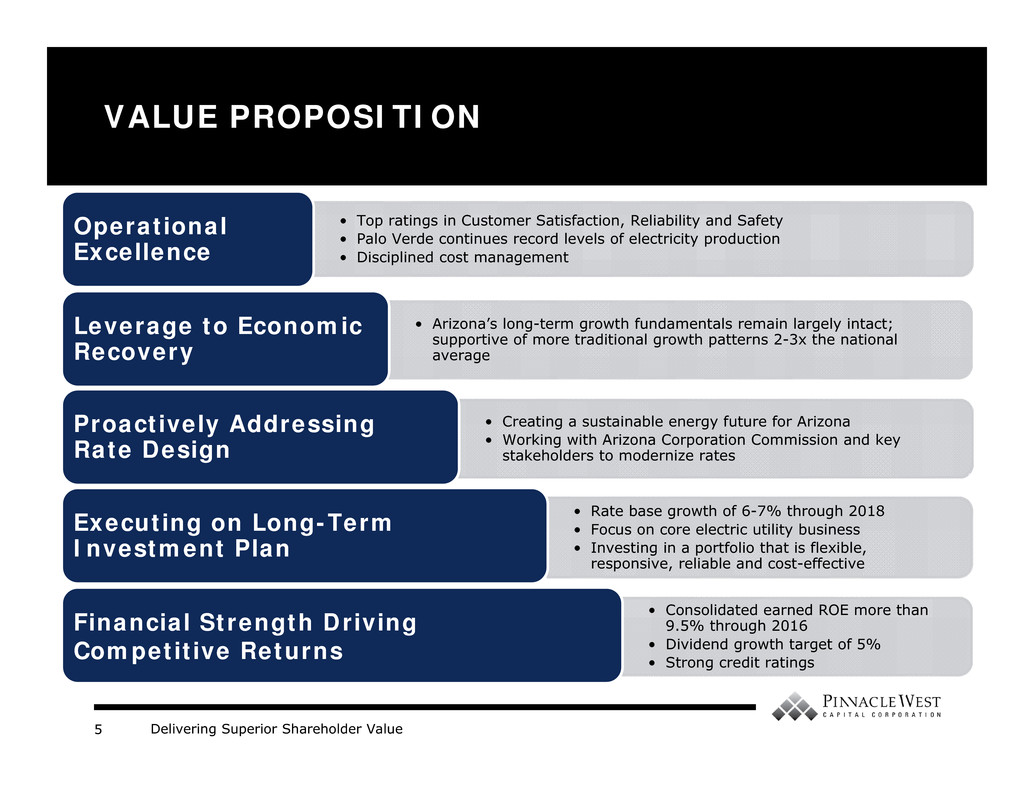 VALUE PROPOSITION
Operational
Excellence
• Top ratings in Customer Satisfaction, Reliability and Safety
• Palo Verde continues record levels of electricity production
• Disciplined cost management
Leverage to Economic
Recovery
• Arizona’s long-term growth fundamentals remain largely intact;
supportive of more traditional growth patterns 2-3x the national
average
Proactively Addressing
Rate Design
• Creating a sustainable energy future for Arizona
• Working with Arizona Corporation Commission and key
stakeholders to modernize rates
Executing on Long-Term
Investment Plan
• Rate base growth of 6-7% through 2018
• Focus on core electric utility business
• Investing in a portfolio that is flexible,
responsive, reliable and cost-effective
Financial Strength Driving
Competitive Returns
• Consolidated earned ROE more than
9.5% through 2016
• Dividend growth target of 5%
• Strong credit ratings
PINNACLE WEST
CAPITAL CORPORATION
5 Delivering Superior Shareholder Value